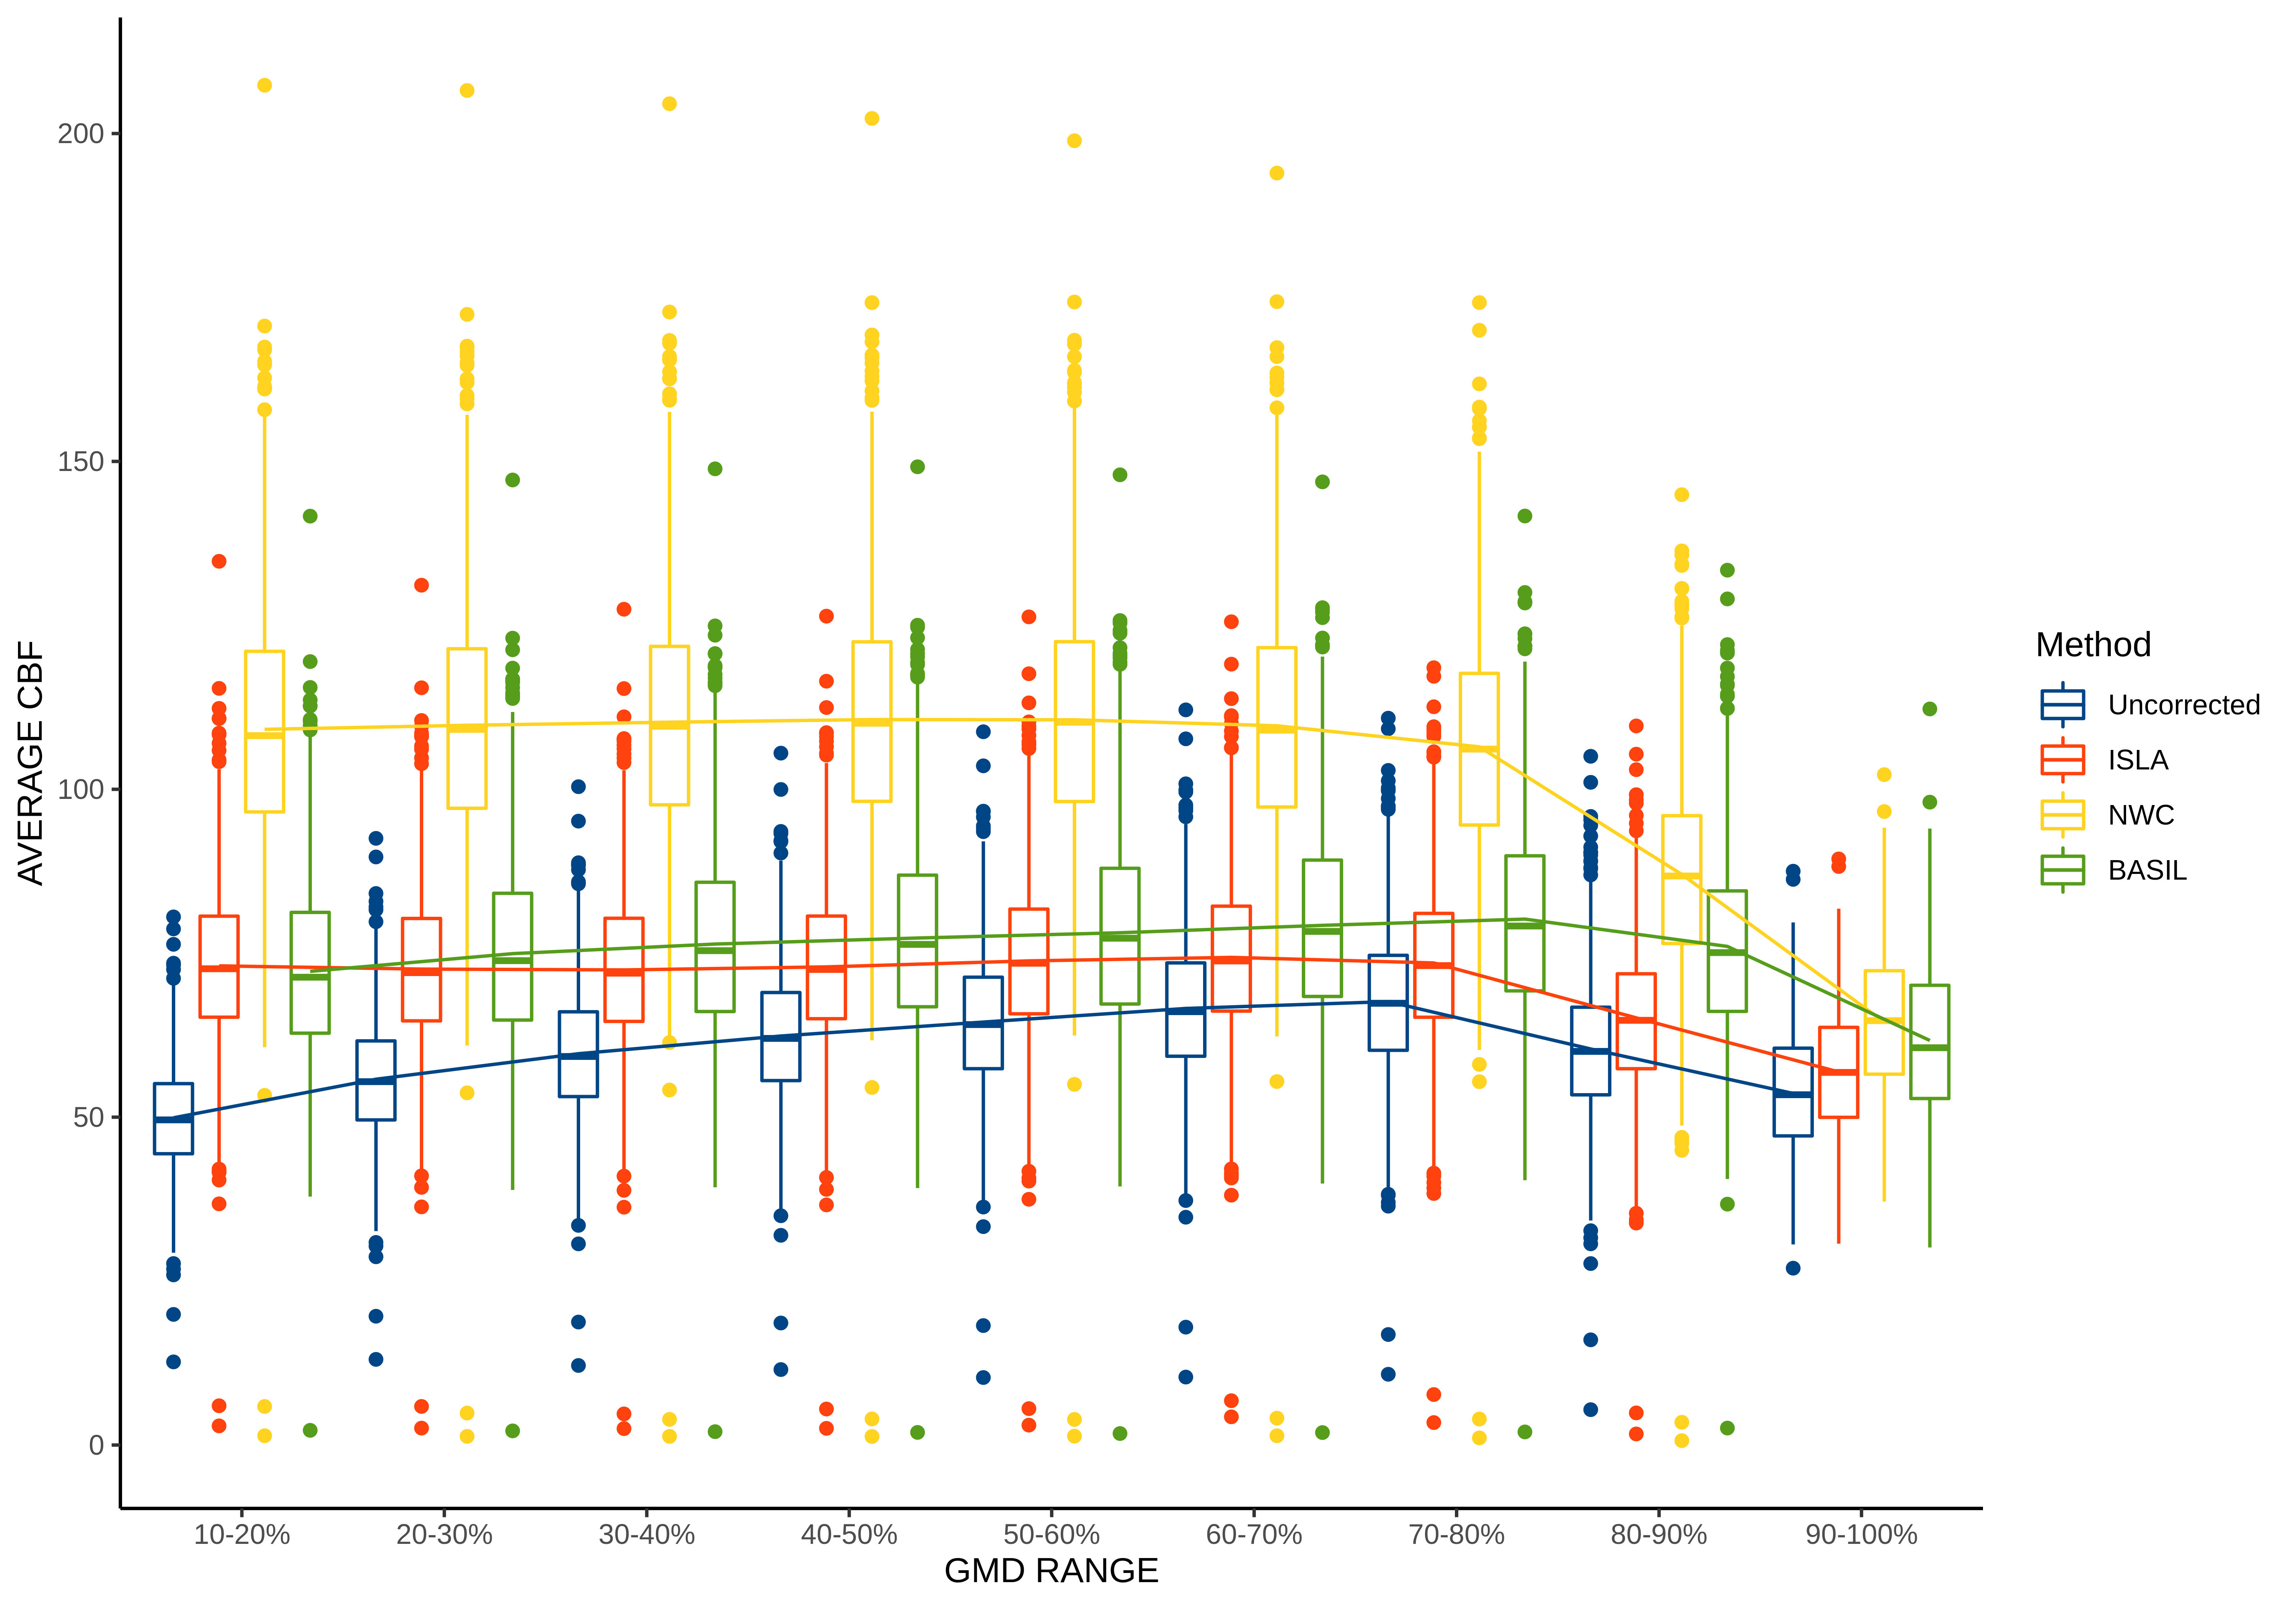 200
150
100
50
0
AVERAGE CBF
10-20%
20-30%
30-40%
40-50%
50-60%
60-70%
70-80%
80-90%
90-100%
GMD RANGE
Method
Uncorrected
ISLA
NWC
BASIL